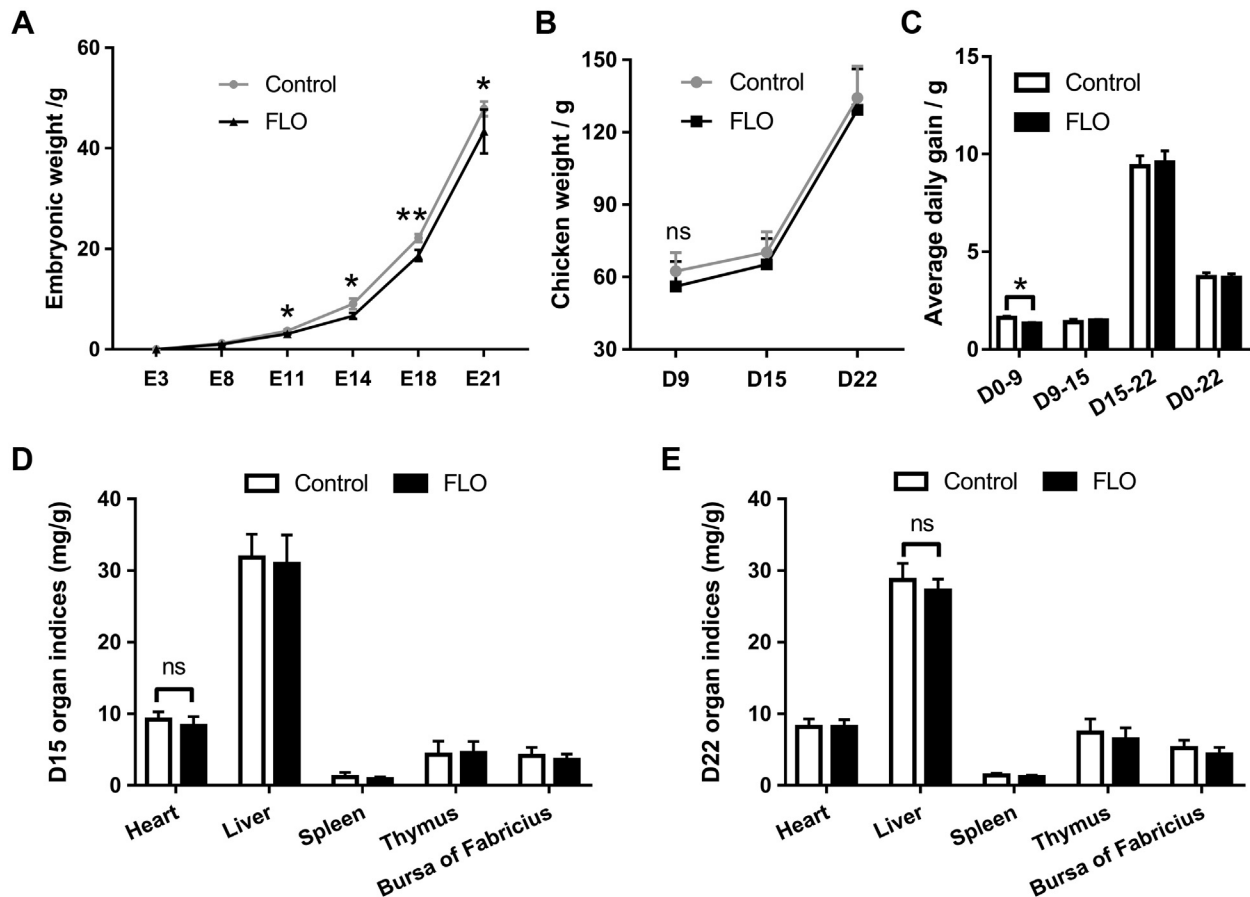 A
Embryonic weight /g
60
40
20
0
Control
FLO
*
*
**
*
E3 E8 E11 E14 E18 E21
B
Chicken weight / g
150
120
90
60
30
Control
FLO
ns
D9 D15 D22
C
Average daily gain / g
15
10
5
0
Control
FLO
*
D0-9 D9-15 D15-22 D0-22
D
D15 organ indices (mg/g)
40
30
20
10
0
Control FLO
ns
Heart Liver Spleen Thymus Bursa of Fabricius
E
D22 organ indices (mg/g)
40
30
20
10
0
Control FLO
ns
Heart Liver Spleen Thymus Bursa of Fabricius